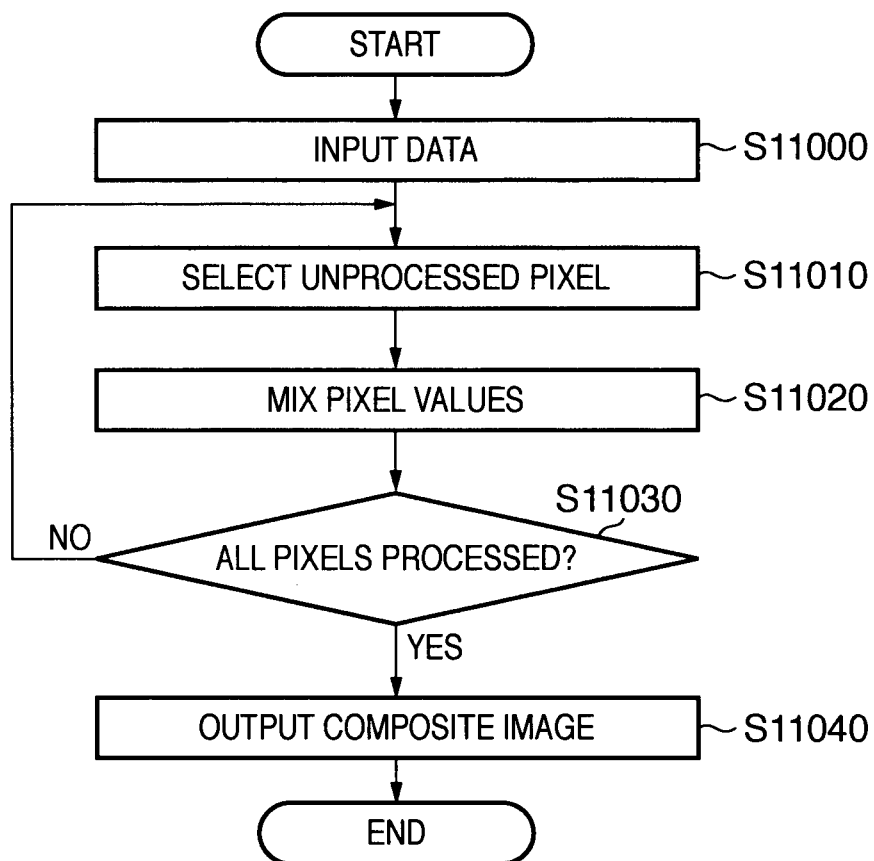 START
INPUT DATA
S11000
SELECT UNPROCESSED PIXEL
S11010
MIX PIXEL VALUES
S11020
S11030
NO
ALL PIXELS PROCESSED?
YES
OUTPUT COMPOSITE IMAGE
S11040
END